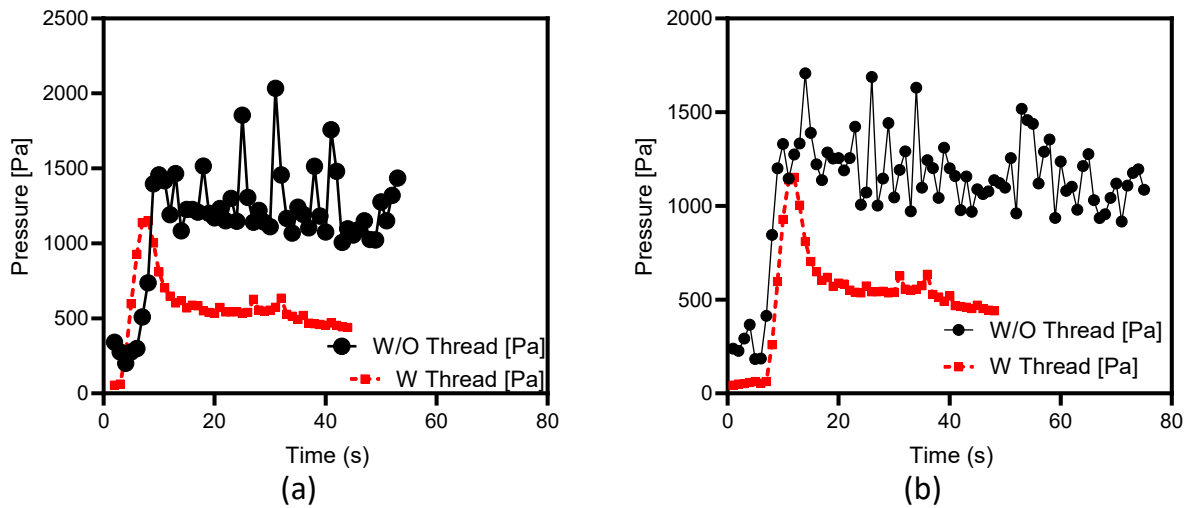 2500
2000
1500
1000
500
0
Pressure [Pa]
W/O Thread [Pa]
W Thread [Pa]
0 20 40 60 80
Time (s)
(a)
2000
1500
1000
500
0
Pressure [Pa]
W/O Thread [Pa]
W Thread [Pa]
0 20 40 60 80
Time (s)
(b)